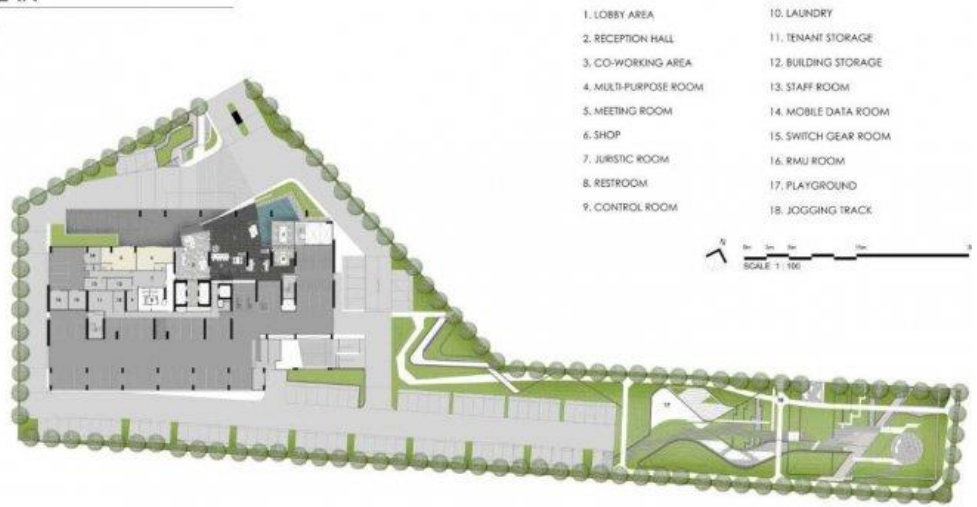 1. LOBBY AREA
2. RECEPTION HALL
3. CO-WORKING AREA
4. MULTI-PURPOSE ROOM
5. MEETING ROOM
6. SHOP
7. JURISTIC ROOM
8. RESTROOM
9. CONTROL ROOM
10. LAUNDRY
11. TENANT STORAGE
12. BUILDING STORAGE
13. STAFF ROOM
14. MOBILE DATA ROOM
15. SWITCH GEAR ROOM
16. RMU ROOM
17. PLAYGROUND
18. JOGGING TRACK
N
SCALE 1 : 100
17